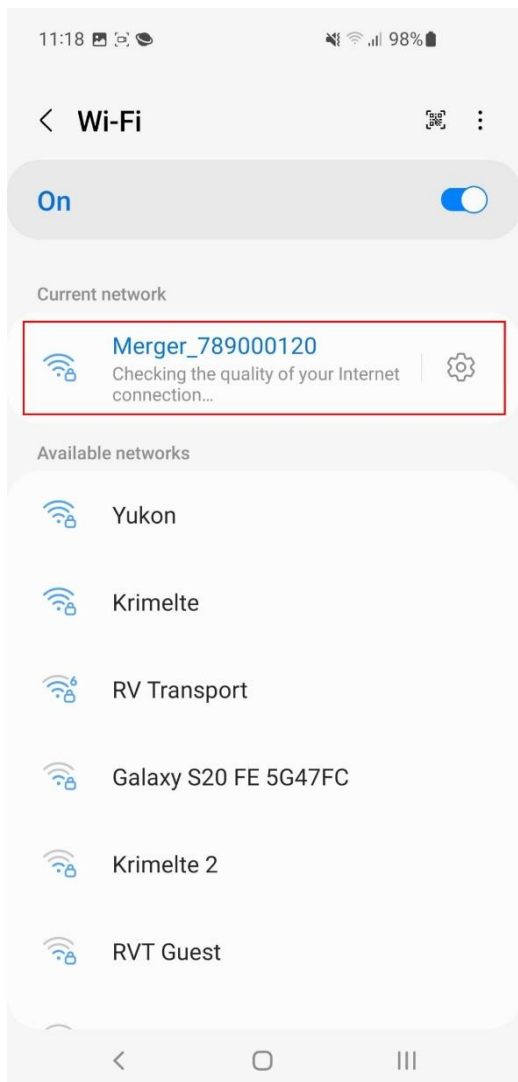 11:18 98%
Wi-Fi
On
Current network
Merger_789000120
Checking the quality of your Internet
connection...
Available networks
Yukon
Krimelte
6
RV Transport
Galaxy S20 FE 5G47FC
Krimelte 2
RVT Guest